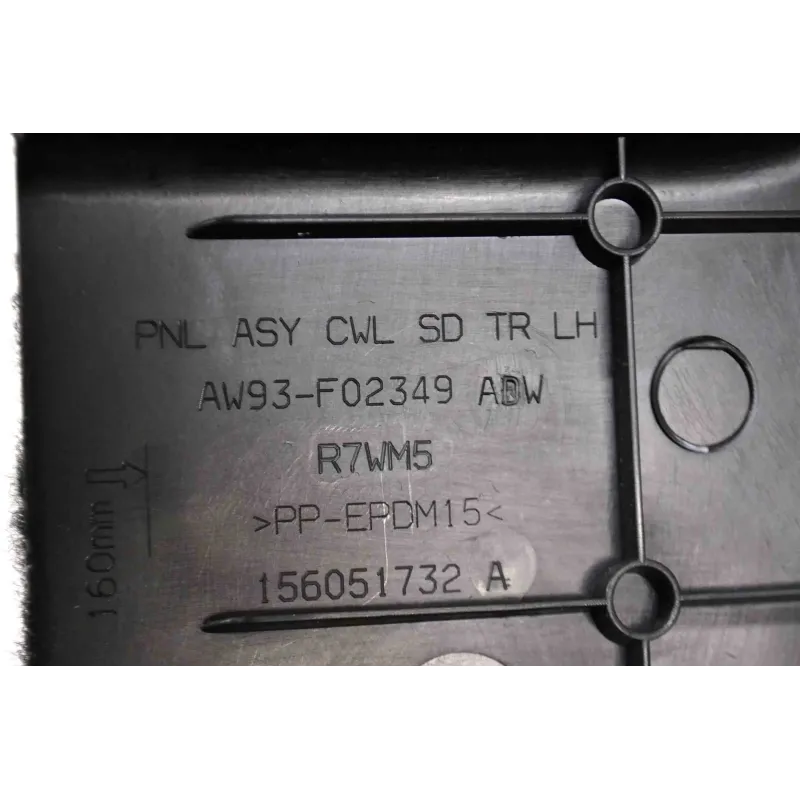 PNL ASY CWL SD TR LH
AW93-F02349 ADW
R7WM5
>PP-EPDM15<
156051732 A
160mm